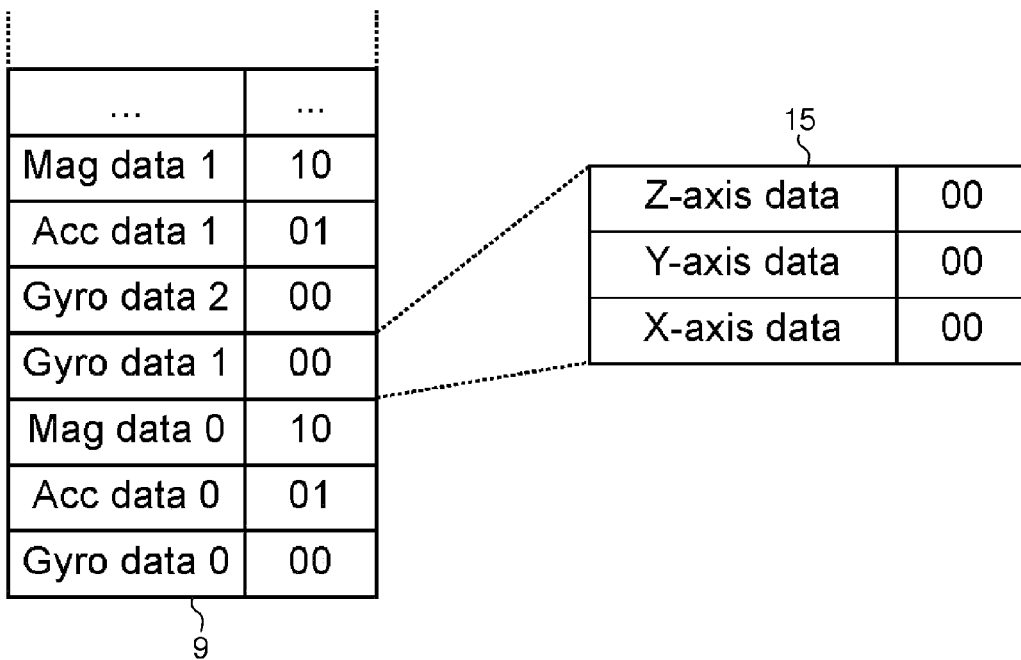 ... ...
Mag data 1 10
Acc data 1 01
Gyro data 2 00
Gyro data 1 00
Mag data 0 10
Acc data 0 01
Gyro data 0 00
9
15
Z-axis data 00
Y-axis data 00
X-axis data 00